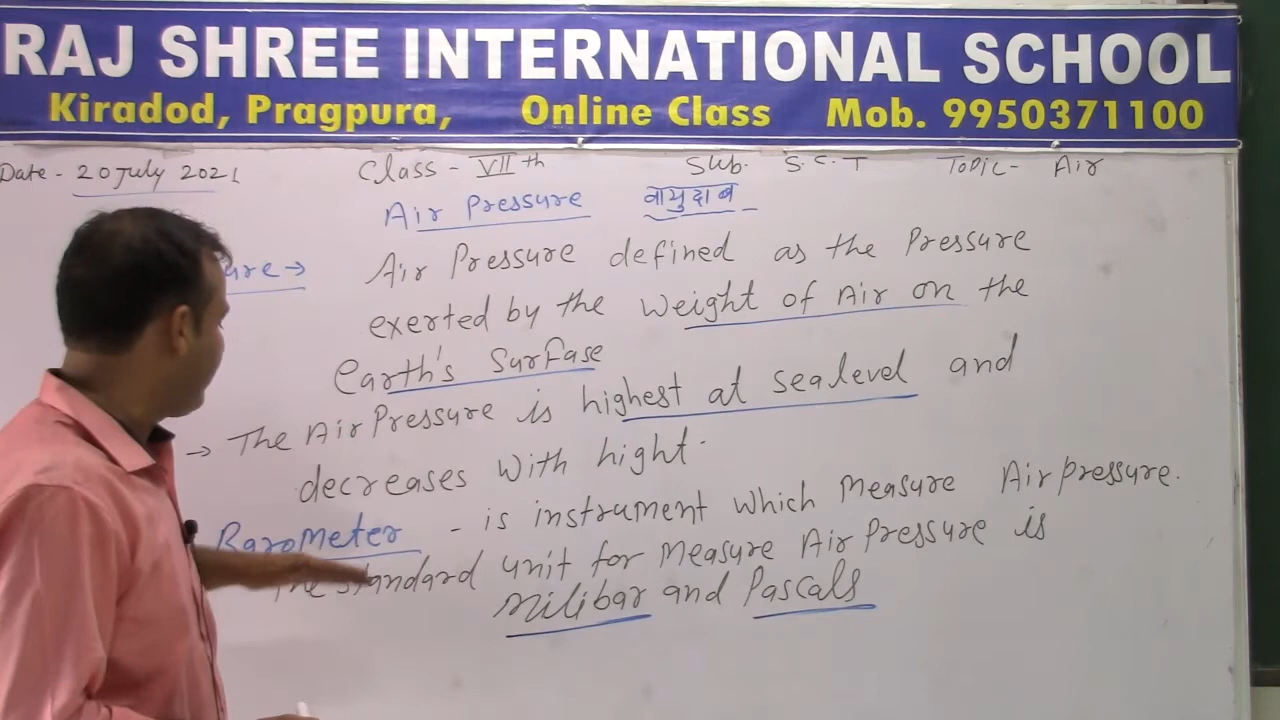 RAJ SHREE INTERNATIONAL SCHOOL
Kiradod, Pragpura, Online Class Mob. 9950371100
Date - 20 July 2021 Class - VII th Sub. S.C.T Topic - Air
Air Pressure वायुदाब
ure → Air Pressure defined as the Pressure
exerted by the weight of Air on the
Earth's Surfase
→ The Air Pressure is highest at sealevel and
decreases with hight.
Barometer - is instrument which Measure Air pressure.
The standard unit for Measure Air Pressure is
Milibar and Pascals